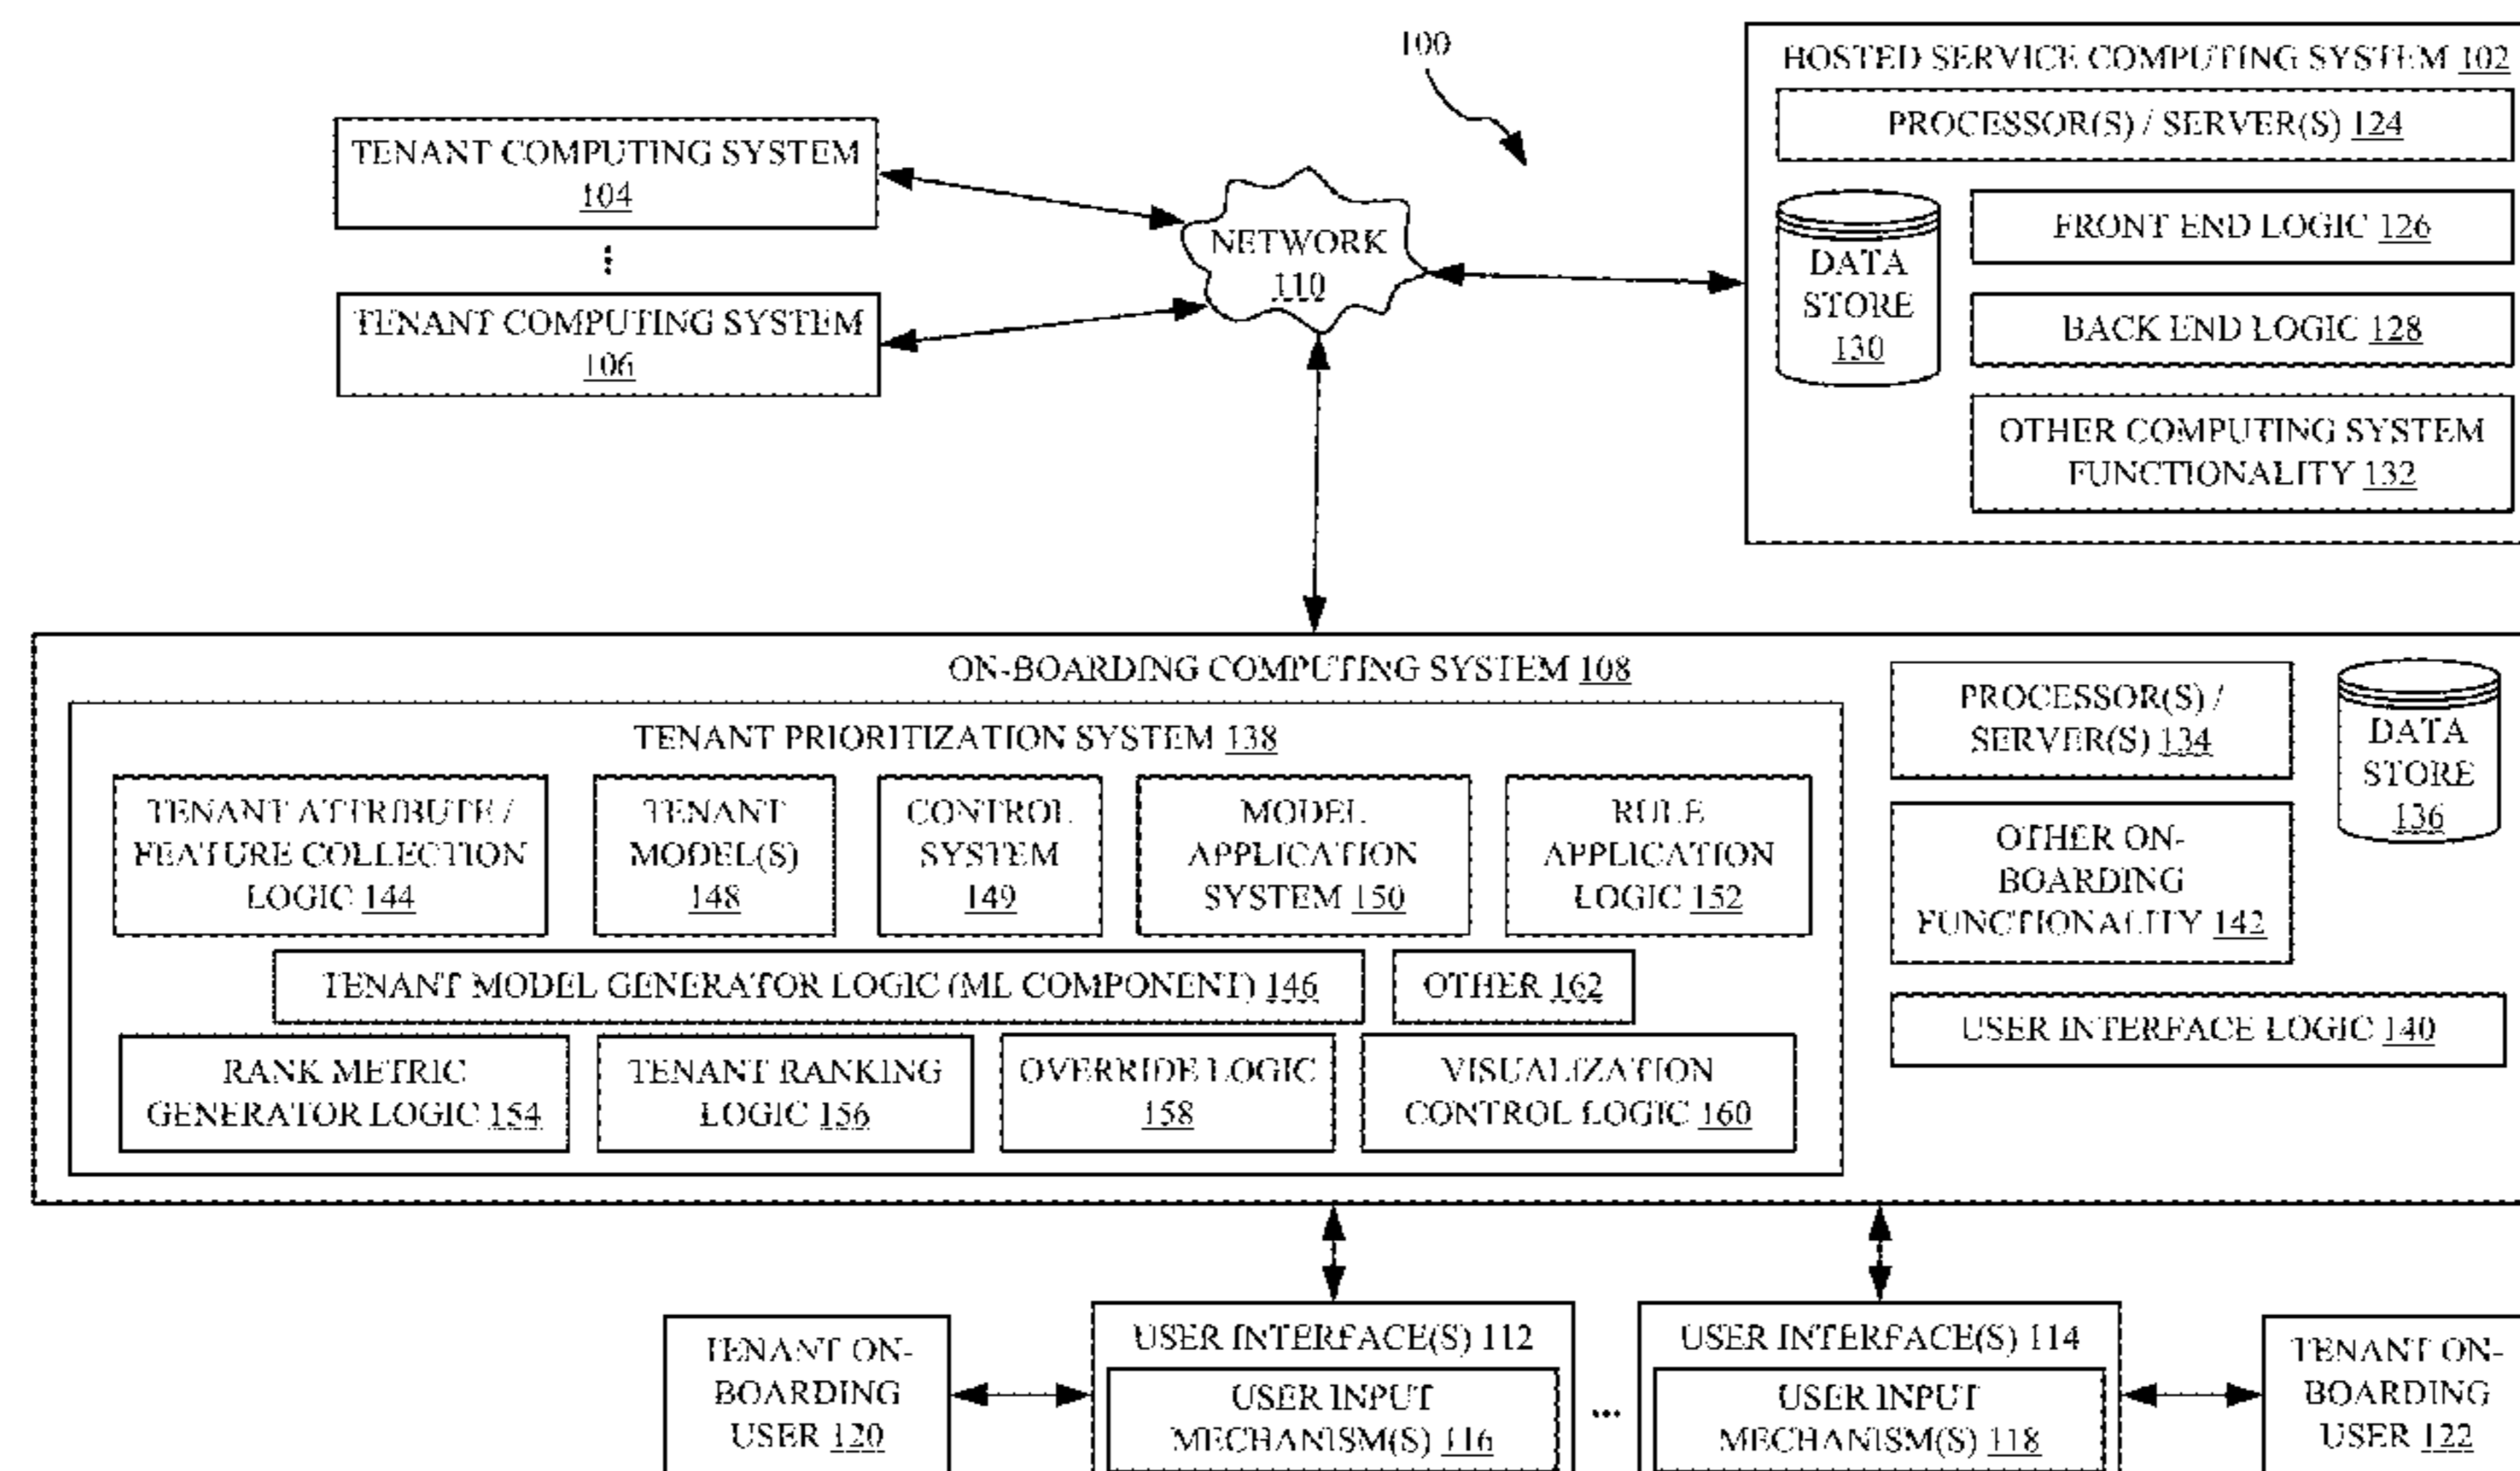 100
HOSTED SERVICE COMPUTING SYSTEM 102
PROCESSOR(S) / SERVER(S) 124
TENANT COMPUTING SYSTEM
104
⋮
TENANT COMPUTING SYSTEM
106
NETWORK
110
DATA
STORE
130
FRONT END LOGIC 126
BACK END LOGIC 128
OTHER COMPUTING SYSTEM
FUNCTIONALITY 132
ON-BOARDING COMPUTING SYSTEM 108
TENANT PRIORITIZATION SYSTEM 138
TENANT ATTRIBUTE /
FEATURE COLLECTION
LOGIC 144
TENANT
MODEL(S)
148
CONTROL
SYSTEM
149
MODEL
APPLICATION
SYSTEM 150
RULE
APPLICATION
LOGIC 152
TENANT MODEL GENERATOR LOGIC (ML COMPONENT) 146
OTHER 162
RANK METRIC
GENERATOR LOGIC 154
TENANT RANKING
LOGIC 156
OVERRIDE LOGIC
158
VISUALIZATION
CONTROL LOGIC 160
PROCESSOR(S) /
SERVER(S) 134
DATA
STORE
136
OTHER ON-
BOARDING
FUNCTIONALITY 142
USER INTERFACE LOGIC 140
TENANT ON-
BOARDING
USER 120
USER INTERFACE(S) 112
USER INPUT
MECHANISM(S) 116
...
USER INTERFACE(S) 114
USER INPUT
MECHANISM(S) 118
TENANT ON-
BOARDING
USER 122